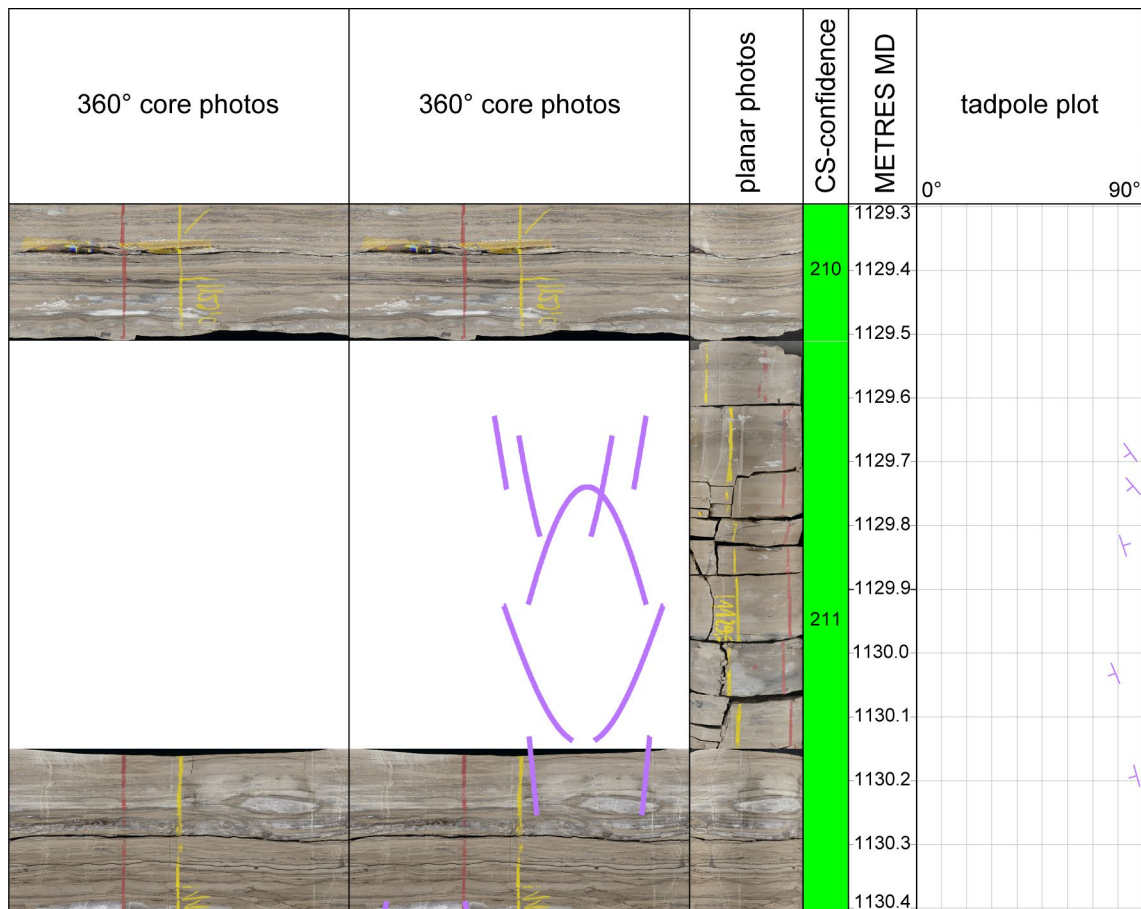 360° core photos
360° core photos
planar photos
CS-confidence
METRES MD
tadpole plot
0°
90°
1129.3
210
1129.4
1129.5
1129.6
1129.7
1129.8
1129.9
211
1130.0
1130.1
1130.2
1130.3
1130.4